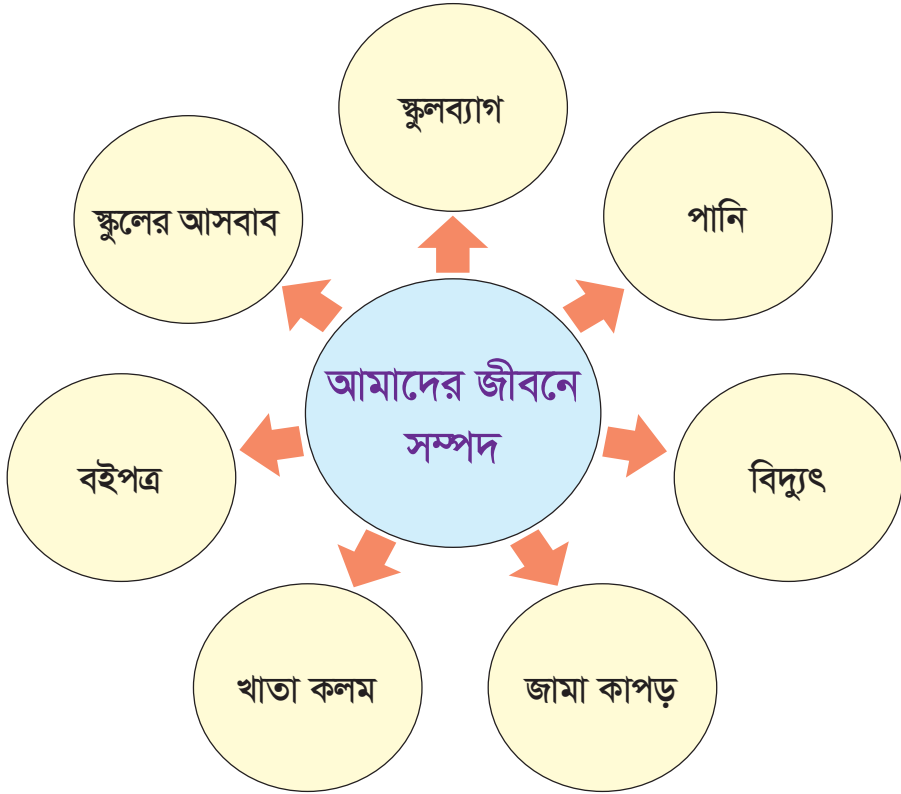 স্কুলব্যাগ
স্কুলের আসবাব
পানি
আমাদের জীবনে
সম্পদ
বইপত্র
বিদ্যুৎ
খাতা কলম
জামা কাপড়